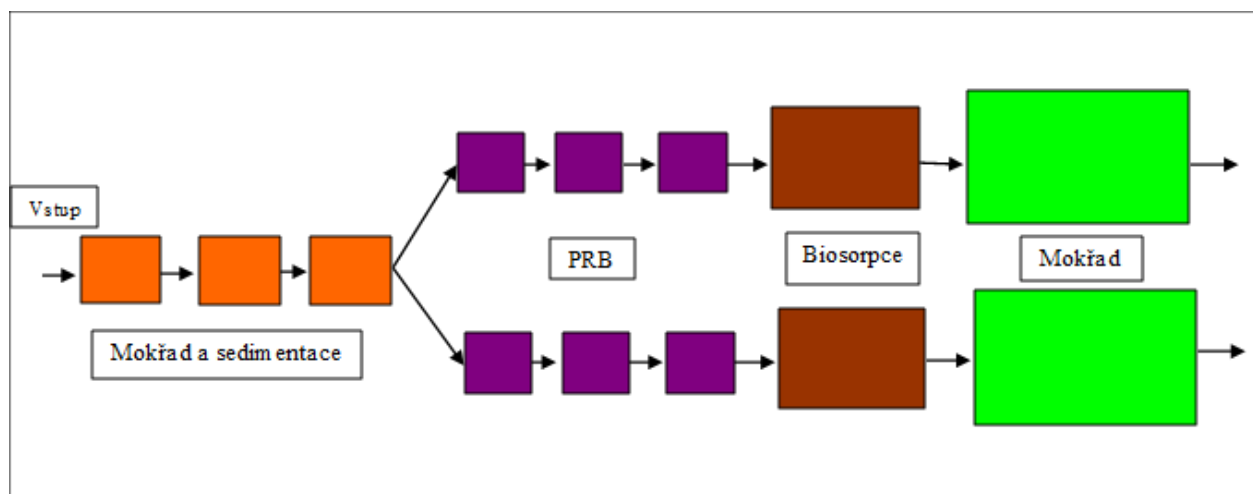 Vstup
Mokřad a sedimentace
PRB
Biosorpce
Mokřad